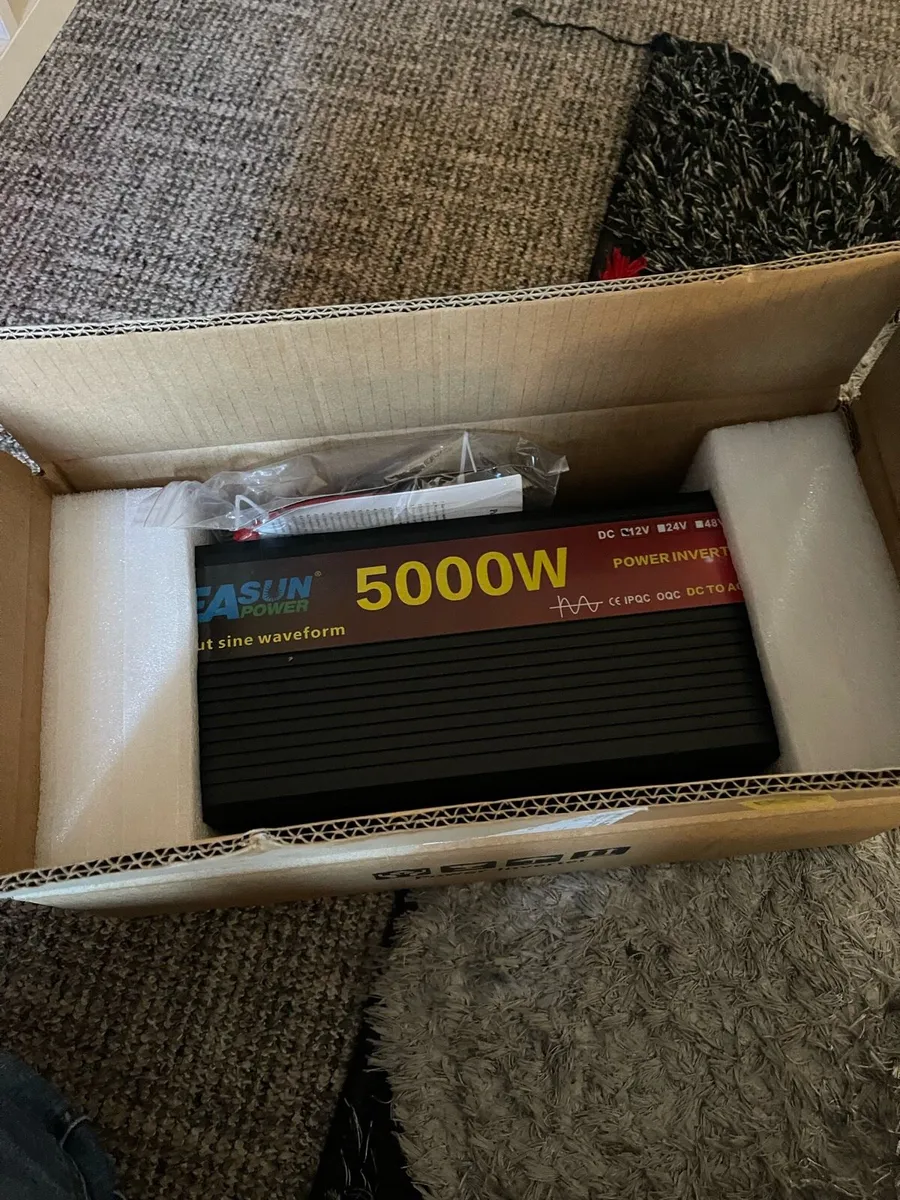 DC 12V 24V 48V
EASUN®
POWER
5000W
POWER INVERT
CE IPQC OQC DC TO A
ut sine waveform